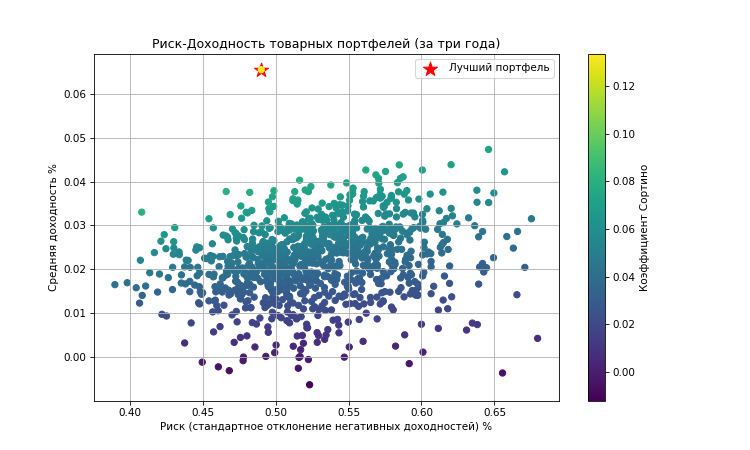 Риск-Доходность товарных портфелей (за три года)
Лучший портфель
Средняя доходность %
0.06
0.05
0.04
0.03
0.02
0.01
0.00
0.40 0.45 0.50 0.55 0.60 0.65
Риск (стандартное отклонение негативных доходностей) %
0.12
0.10
0.08
0.06
0.04
0.02
0.00
Коэффициент Сортино